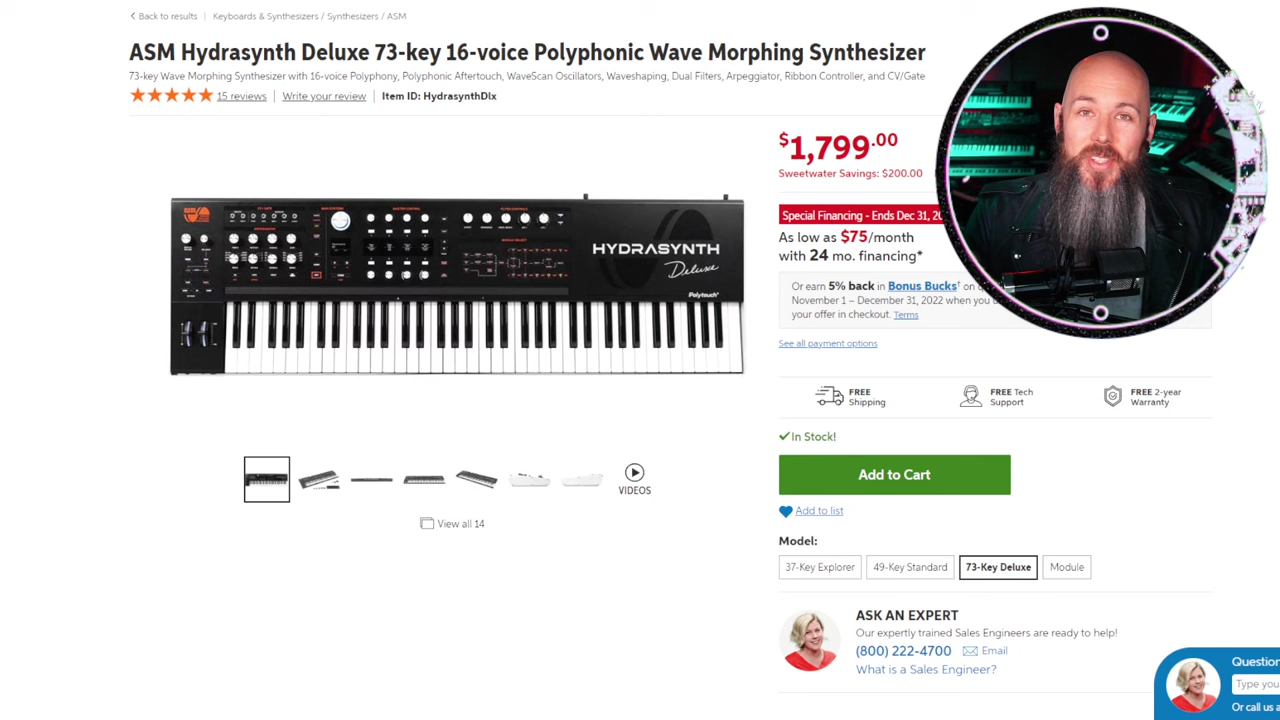 Back to results
Keyboards & Synthesizers / Synthesizers / ASM
ASM Hydrasynth Deluxe 73-key 16-voice Polyphonic Wave Morphing Synthesizer
73-key Wave Morphing Synthesizer with 16-voice Polyphony, Polyphonic Aftertouch, WaveScan Oscillators, Waveshaping, Dual Filters, Arpeggiator, Ribbon Controller, and CV/Gate
15 reviews | Write your review | Item ID: HydrasynthDlx
HYDRASYNTH
Deluxe
Polytouch
VIDEOS
View all 14
$1,799.00
Sweetwater Savings: $200.00
Special Financing - Ends Dec 31, 20
As low as $75/month
with 24 mo. financing*
Or earn 5% back in Bonus Bucks† on
November 1 – December 31, 2022 when
your offer in checkout. Terms
See all payment options
FREE Shipping
FREE Tech Support
FREE 2-year Warranty
In Stock!
Add to Cart
Add to list
Model:
37-Key Explorer
49-Key Standard
73-Key Deluxe
Module
ASK AN EXPERT
Our expertly trained Sales Engineers are ready to help!
(800) 222-4700 Email
What is a Sales Engineer?
Question
Type you
Or call us a